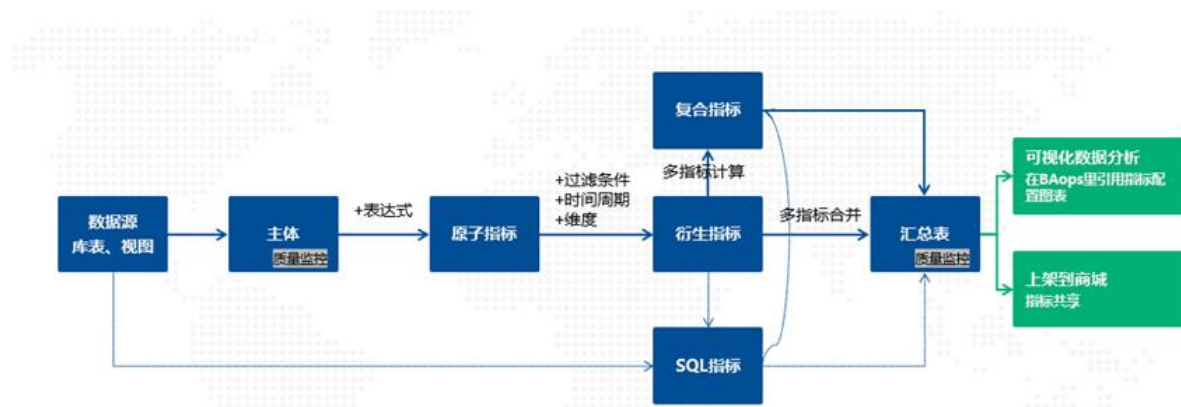 复合指标
多指标计算
数据源
库表、视图
主体
质量监控
+表达式
原子指标
+过滤条件
+时间周期
+维度
衍生指标
多指标合并
汇总表
质量监控
可视化数据分析
在BAops里引用指标配
置图表
上架到商城
指标共享
SQL指标